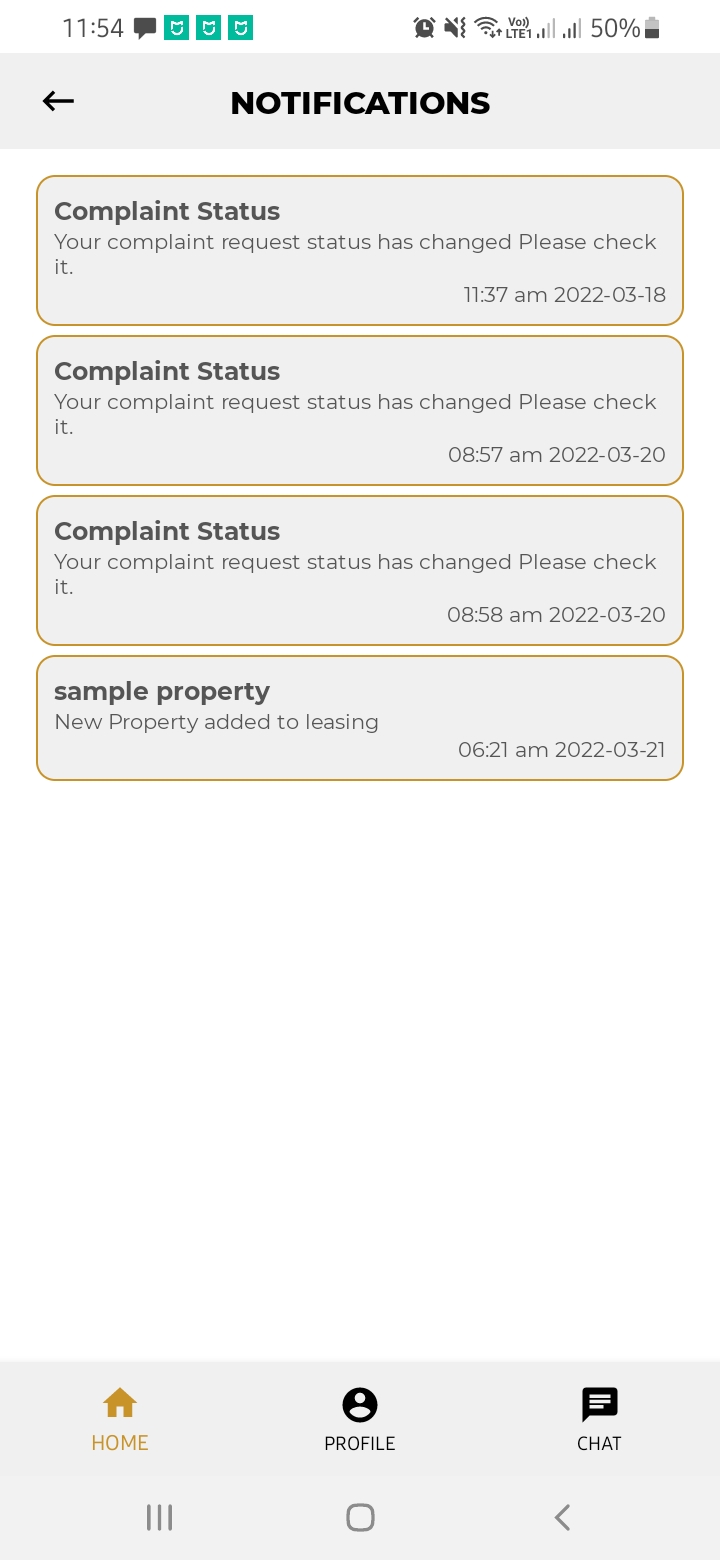 11:54
Vo)) LTE1 50%
NOTIFICATIONS
Complaint Status
Your complaint request status has changed Please check
it.
11:37 am 2022-03-18
Complaint Status
Your complaint request status has changed Please check
it.
08:57 am 2022-03-20
Complaint Status
Your complaint request status has changed Please check
it.
08:58 am 2022-03-20
sample property
New Property added to leasing
06:21 am 2022-03-21
HOME PROFILE CHAT